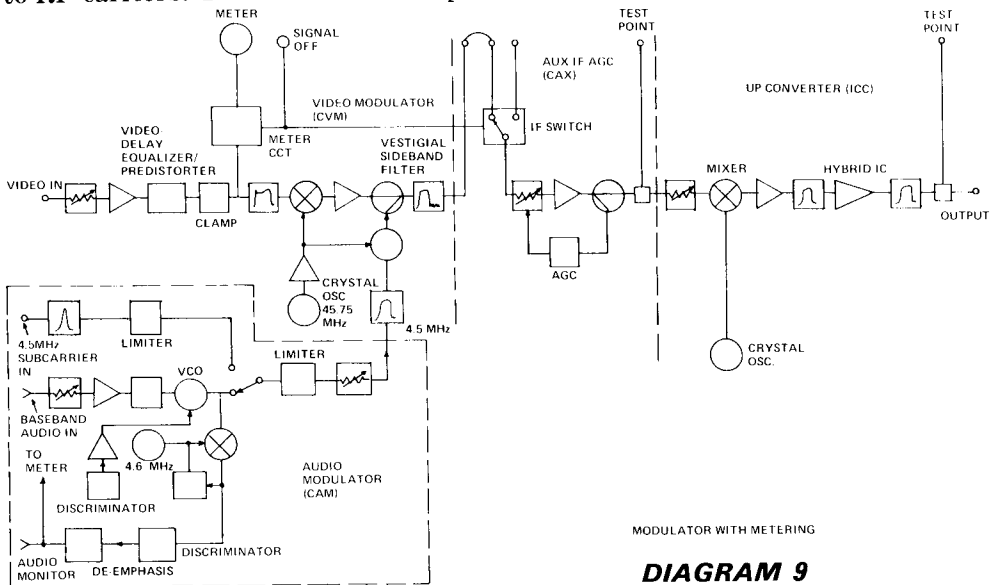 to RF carriers.
METER
SIGNAL
OFF
TEST
POINT
TEST
POINT
AUX IF AGC
(CAX)
UP CONVERTER (ICC)
VIDEO MODULATOR
(CVM)
METER
CCT
IF SWITCH
VIDEO-
DELAY
EQUALIZER/
PREDISTORTER
VESTIGIAL
SIDEBAND
FILTER
MIXER
HYBRID IC
VIDEO IN
CLAMP
OUTPUT
AGC
CRYSTAL
OSC
45.75
MHz
4.5 MHz
4.5MHz
SUBCARRIER
IN
LIMITER
LIMITER
CRYSTAL
OSC.
VCO
BASEBAND
AUDIO IN
TO
METER
4.6 MHz
AUDIO
MODULATOR
(CAM)
DISCRIMINATOR
DISCRIMINATOR
AUDIO
MONITOR
DE-EMPHASIS
MODULATOR WITH METERING
DIAGRAM 9